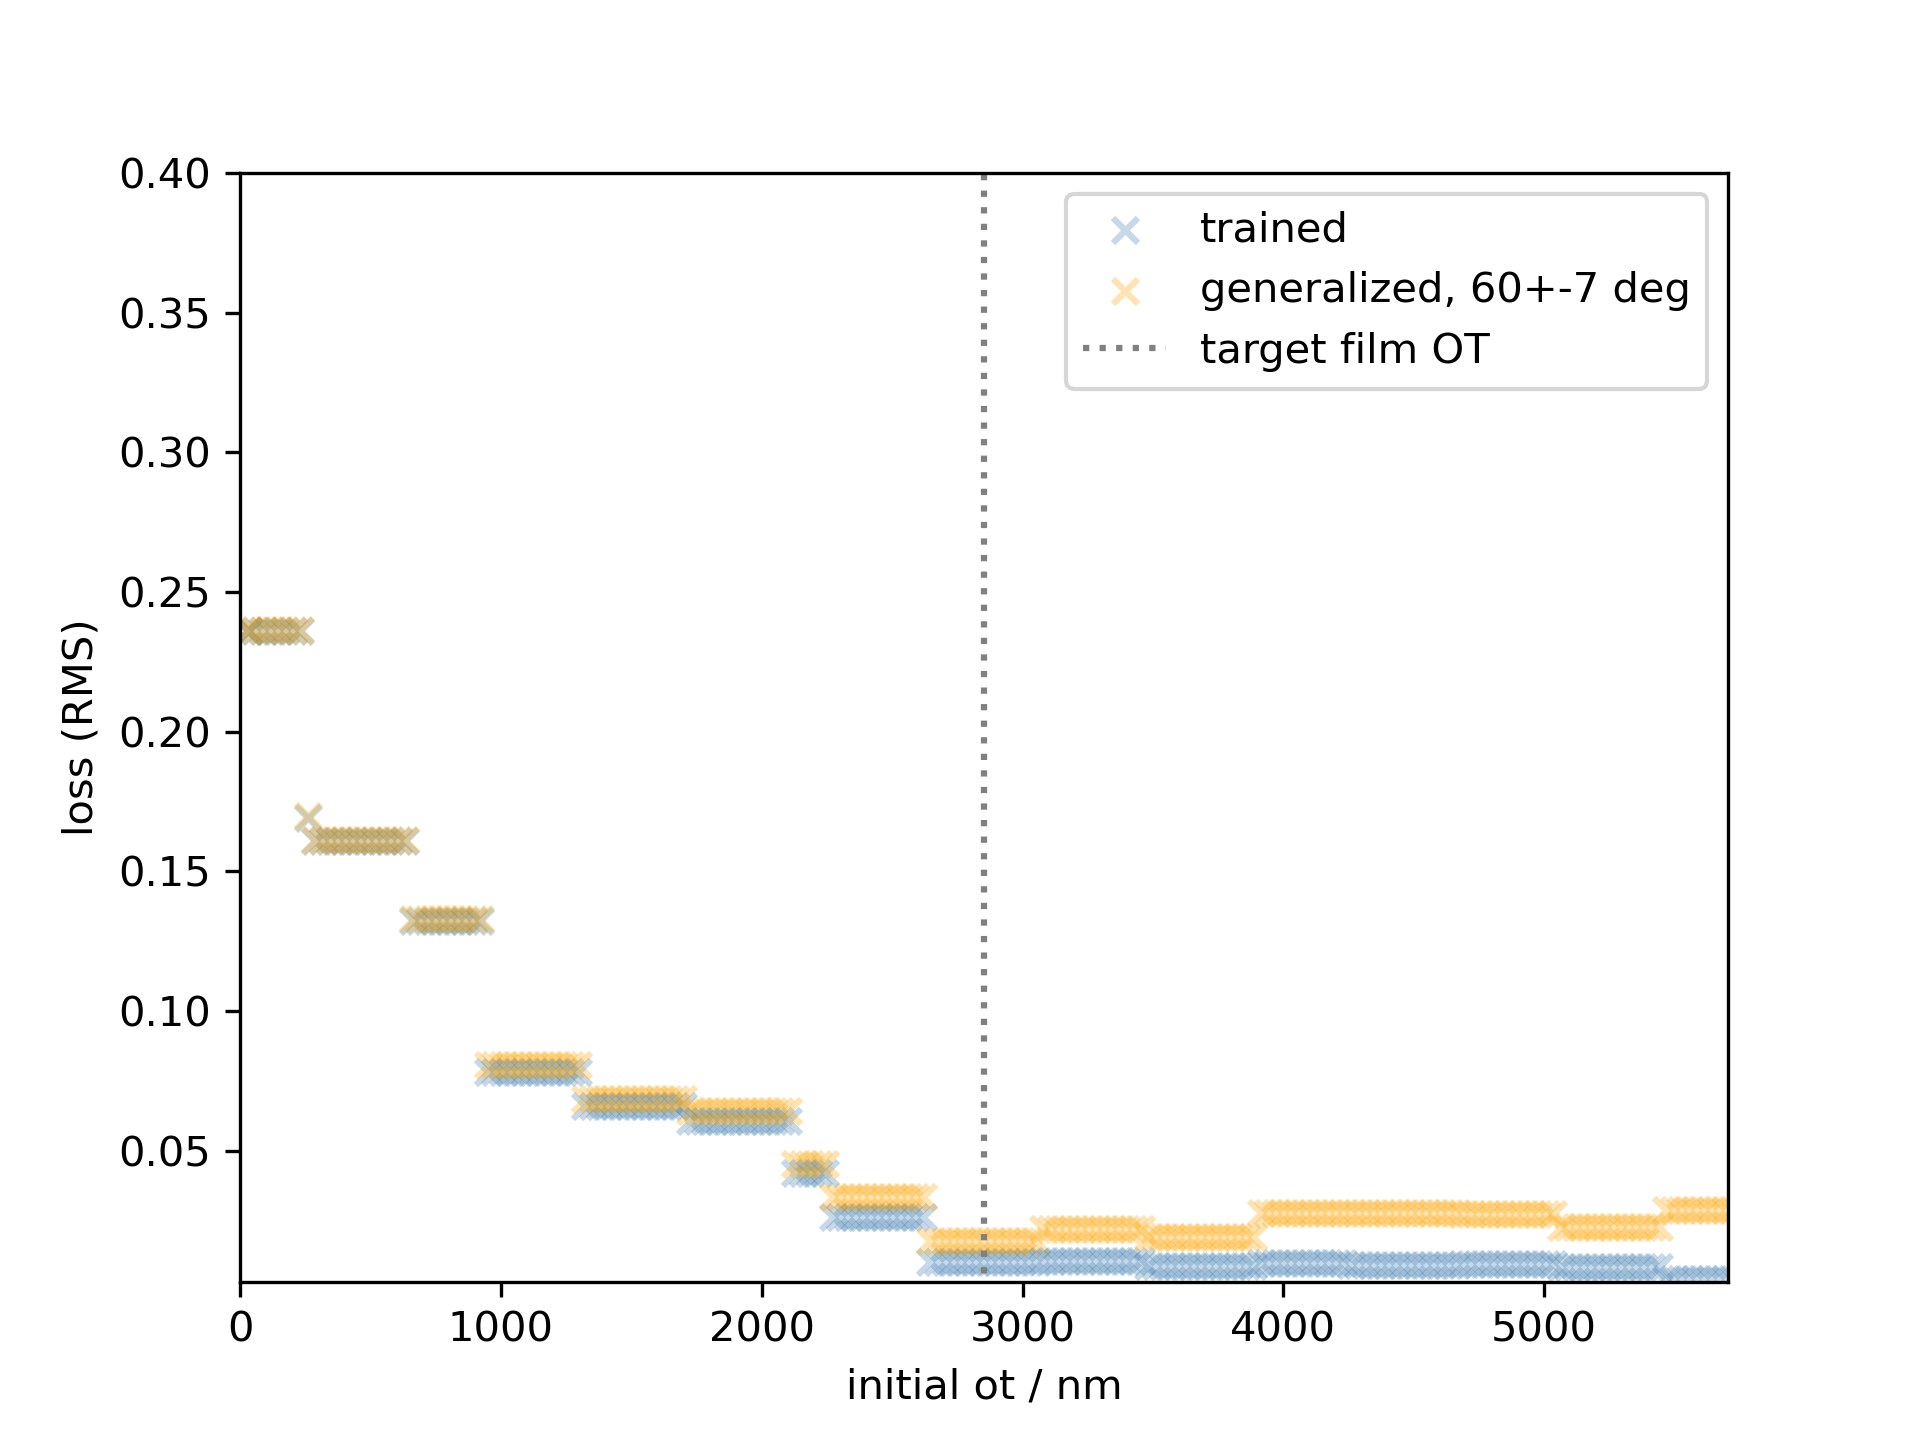 0.40
0.35
0.30
0.25
0.20
0.15
0.10
0.05
loss (RMS)
trained
generalized, 60+-7 deg
target film OT
0 1000 2000 3000 4000 5000
initial ot / nm